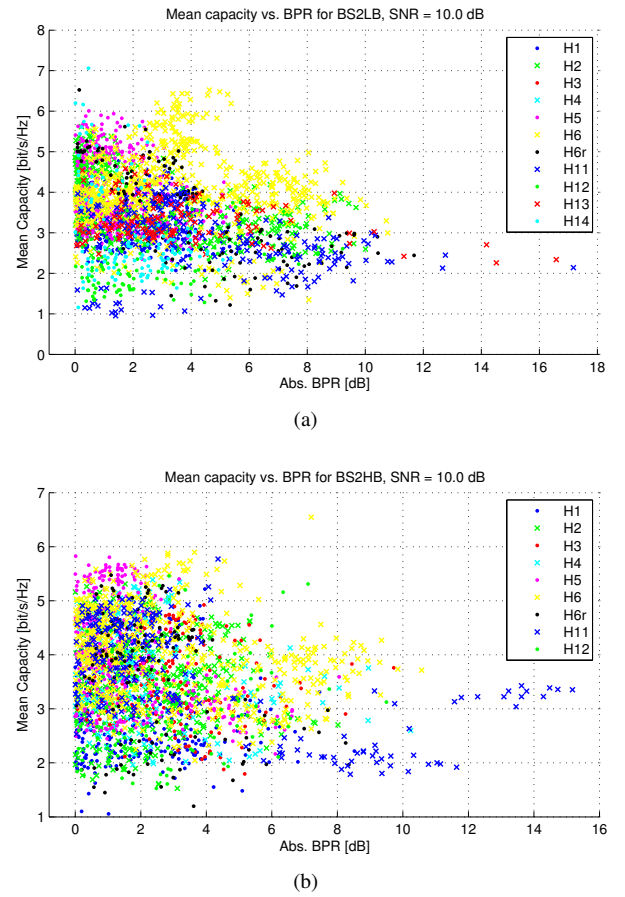 Mean capacity vs. BPR for BS2LB, SNR = 10.0 dB
8
7
6
5
4
3
2
1
0
Mean Capacity [bit/s/Hz]
H1
H2
H3
H4
H5
H6
H6r
H11
H12
H13
H14
0 2 4 6 8 10 12 14 16 18
Abs. BPR [dB]
(a)
Mean capacity vs. BPR for BS2HB, SNR = 10.0 dB
7
6
5
4
3
2
1
Mean Capacity [bit/s/Hz]
H1
H2
H3
H4
H5
H6
H6r
H11
H12
0 2 4 6 8 10 12 14 16
Abs. BPR [dB]
(b)